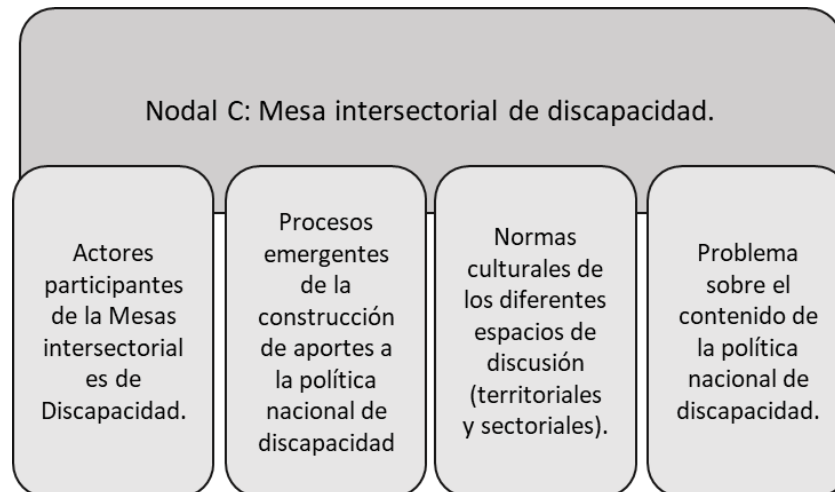 Nodal C: Mesa intersectorial de discapacidad.
Actores
participantes
de la Mesas
intersectorial
es de
Discapacidad.
Procesos
emergentes
de la
construcción
de aportes a
la política
nacional de
discapacidad
Normas
culturales de
los diferentes
espacios de
discusión
(territoriales
y sectoriales).
Problema
sobre el
contenido de
la política
nacional de
discapacidad.